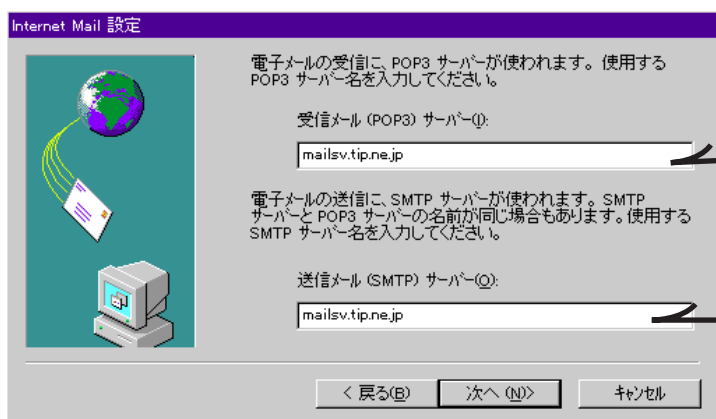 Internet Mail 設定
電子メールの受信に、POP3 サーバーが使われます。使用する
POP3 サーバー名を入力してください。
受信メール (POP3) サーバー(I):
mailsv.tip.ne.jp
電子メールの送信に、SMTP サーバーが使われます。SMTP
サーバーと POP3 サーバーの名前が同じ場合もあります。使用する
SMTP サーバー名を入力してください。
送信メール (SMTP) サーバー(O):
mailsv.tip.ne.jp
< 戻る(B) 次へ (N)> キャンセル